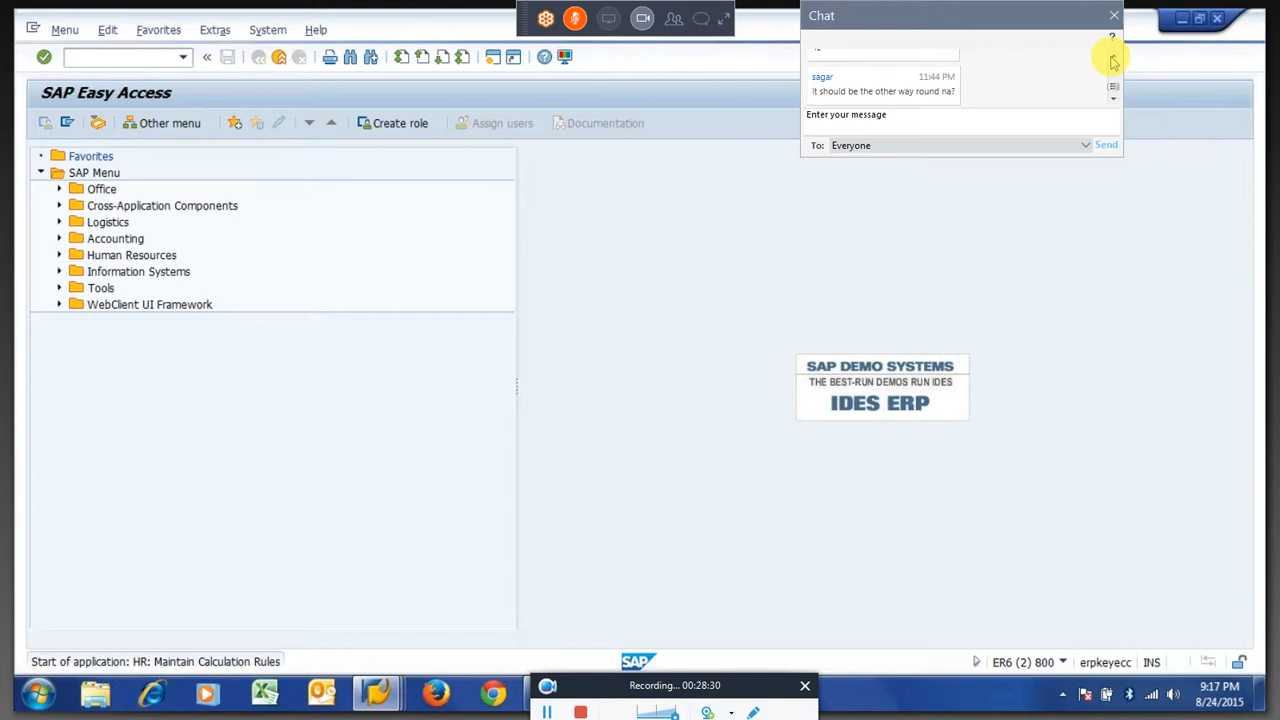 Menu Edit Favorites Extras System Help
SAP Easy Access
Other menu Create role Assign users Documentation
Favorites
SAP Menu
Office
Cross-Application Components
Logistics
Accounting
Human Resources
Information Systems
Tools
WebClient UI Framework
Chat
?
sagar 11:44 PM
it should be the other way round na?
Enter your message
To: Everyone Send
SAP DEMO SYSTEMS
THE BEST-RUN DEMOS RUN IDES
IDES ERP
Start of application: HR: Maintain Calculation Rules
SAP
ER6 (2) 800 erpkeyecc INS
Recording... 00:28:30
9:17 PM
8/24/2015